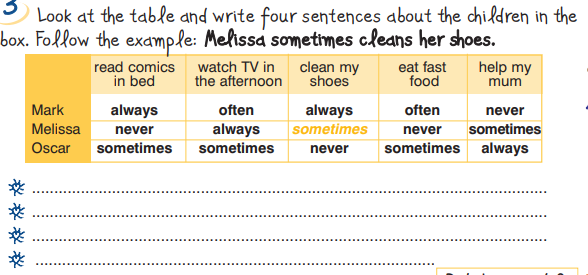 3
Look at the table and write four sentences about the children in the
box. Follow the example: Melissa sometimes cleans her shoes.
read comics in bed watch TV in the afternoon clean my shoes eat fast food help my mum
Mark always often always often never
Melissa never always sometimes never sometimes
Oscar sometimes sometimes never sometimes always